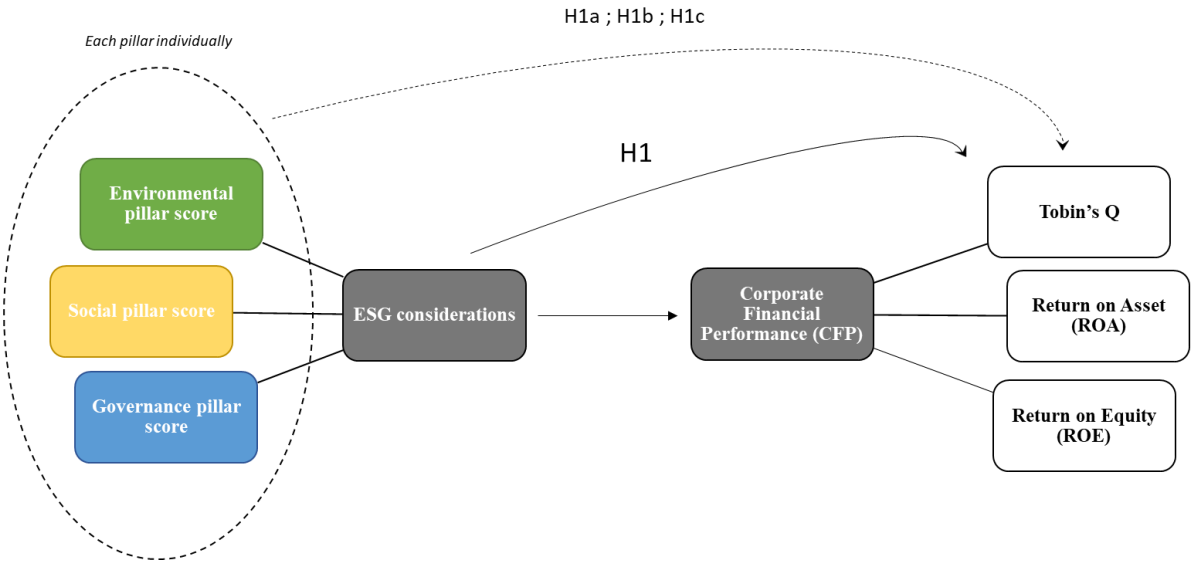 H1a ; H1b ; H1c
Each pillar individually
H1
Environmental
pillar score
Social pillar score
Governance pillar
score
ESG considerations
Corporate
Financial
Performance (CFP)
Tobin's Q
Return on Asset
(ROA)
Return on Equity
(ROE)